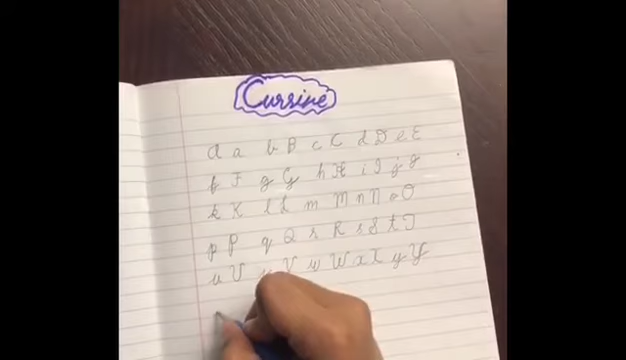 Cursive
a a b B c C d D e E
f F g G h H i I j J
k K l L m M n N o O
p P q Q r R s S t T
u U v V w W x X y Y